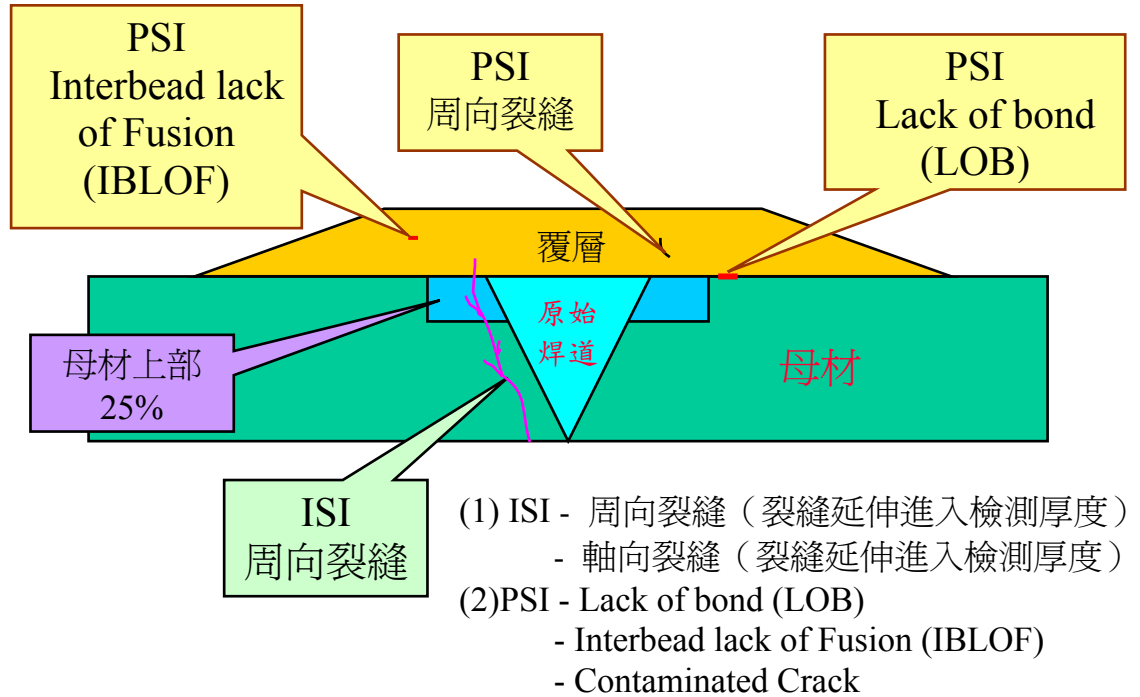 PSI
Interbead lack
of Fusion
(IBLOF)
PSI
周向裂縫
PSI
Lack of bond
(LOB)
覆層
原始
焊道
母材
母材上部
25%
ISI
周向裂縫
(1) ISI - 周向裂縫（裂縫延伸進入檢測厚度）
- 軸向裂縫（裂縫延伸進入檢測厚度）
(2)PSI - Lack of bond (LOB)
- Interbead lack of Fusion (IBLOF)
- Contaminated Crack